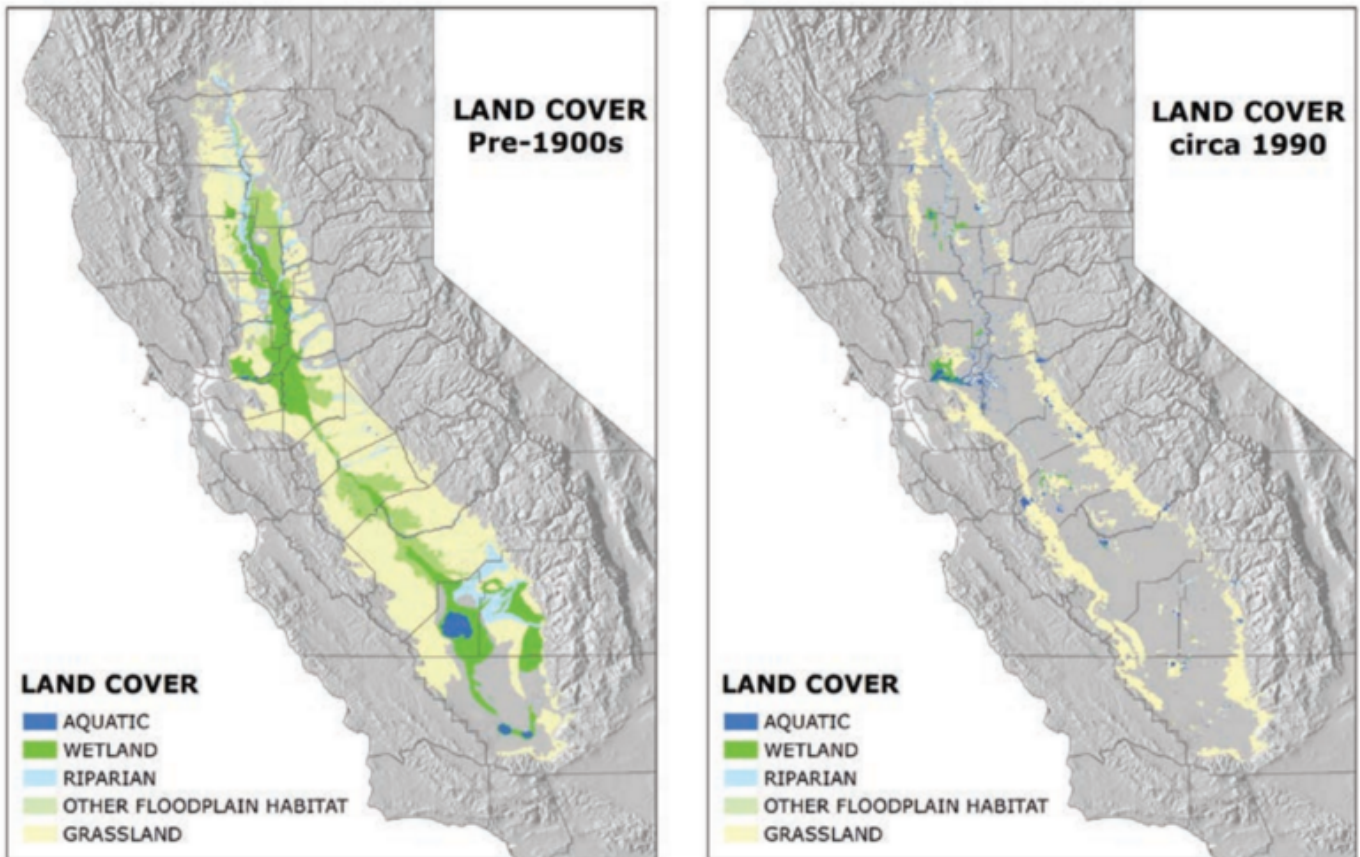 LAND COVER
Pre-1900s
LAND COVER
AQUATIC
WETLAND
RIPARIAN
OTHER FLOODPLAIN HABITAT
GRASSLAND
LAND COVER
circa 1990
LAND COVER
AQUATIC
WETLAND
RIPARIAN
OTHER FLOODPLAIN HABITAT
GRASSLAND